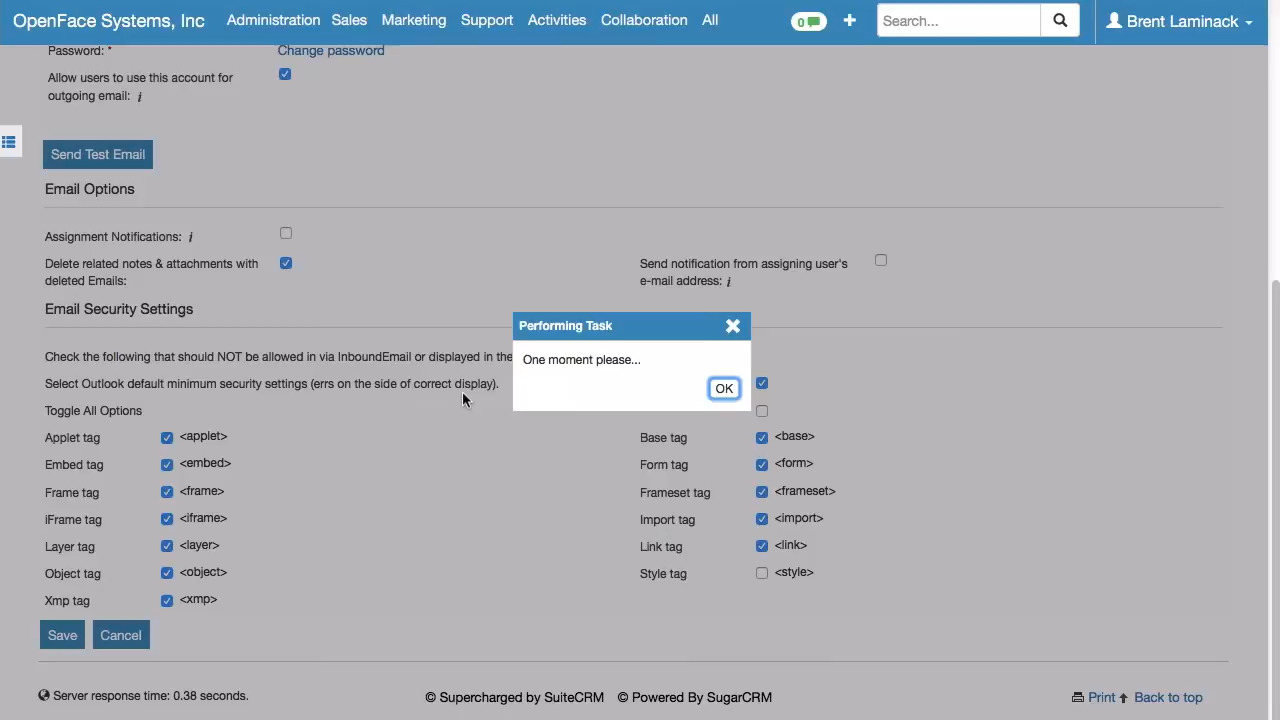 OpenFace Systems, Inc Administration Sales Marketing Support Activities Collaboration All 0 Search... Brent Laminack
Password: * Change password
Allow users to use this account for
outgoing email: i
Send Test Email
Email Options
Assignment Notifications: i
Delete related notes & attachments with
deleted Emails:
Send notification from assigning user's
e-mail address: i
Email Security Settings
Performing Task
One moment please...
OK
Check the following that should NOT be allowed in via InboundEmail or displayed in the
Select Outlook default minimum security settings (errs on the side of correct display).
Toggle All Options
Applet tag <applet> Base tag <base>
Embed tag <embed> Form tag <form>
Frame tag <frame> Frameset tag <frameset>
iFrame tag <iframe> Import tag <import>
Layer tag <layer> Link tag <link>
Object tag <object> Style tag <style>
Xmp tag <xmp>
Save Cancel
Server response time: 0.38 seconds. © Supercharged by SuiteCRM © Powered By SugarCRM Print Back to top